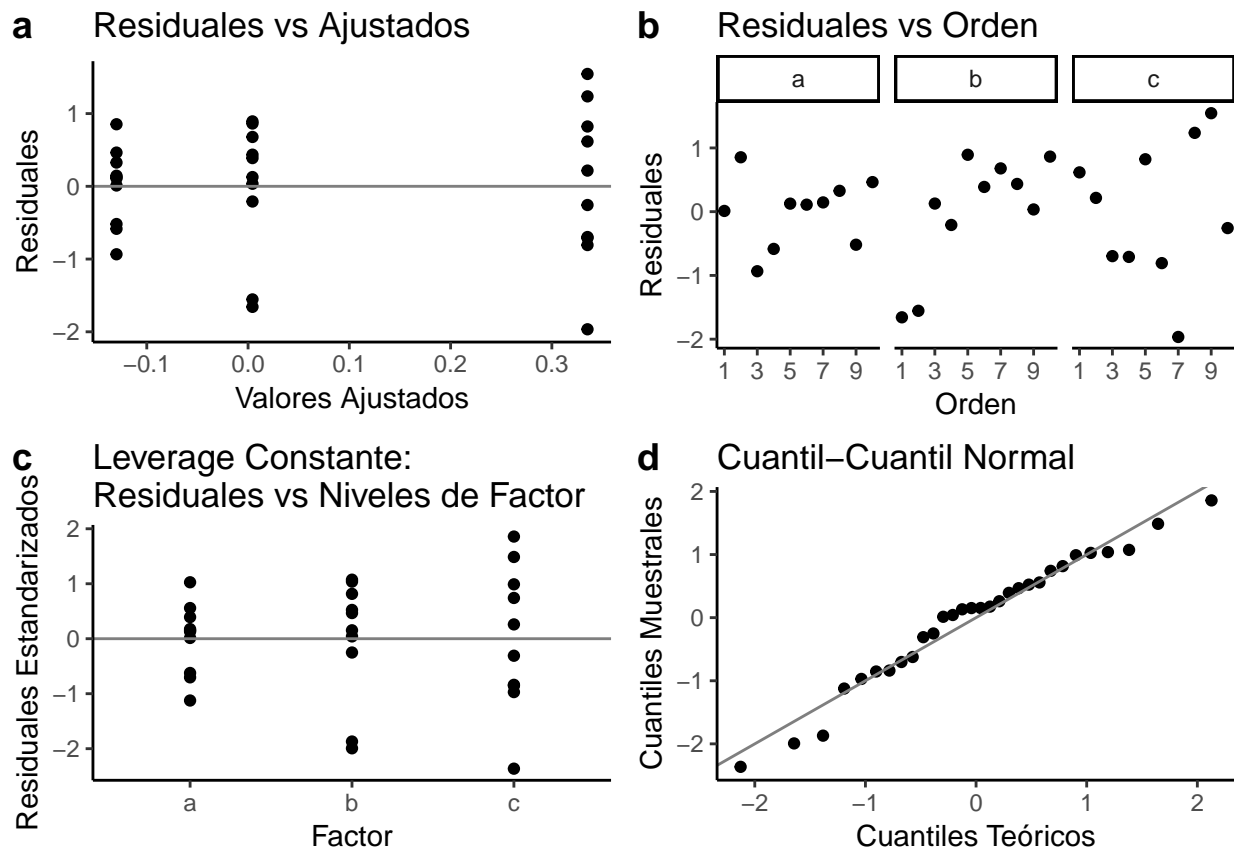 a Residuales vs Ajustados
Residuales
1
0
−1
−2
−0.1 0.0 0.1 0.2 0.3
Valores Ajustados
b Residuales vs Orden
a b c
Residuales
1
0
−1
−2
1 3 5 7 9 1 3 5 7 9 1 3 5 7 9
Orden
c Leverage Constante:
Residuales vs Niveles de Factor
Residuales Estandarizados
2
1
0
−1
−2
a b c
Factor
d Cuantil−Cuantil Normal
Cuantiles Muestrales
2
1
0
−1
−2
−2 −1 0 1 2
Cuantiles Teóricos